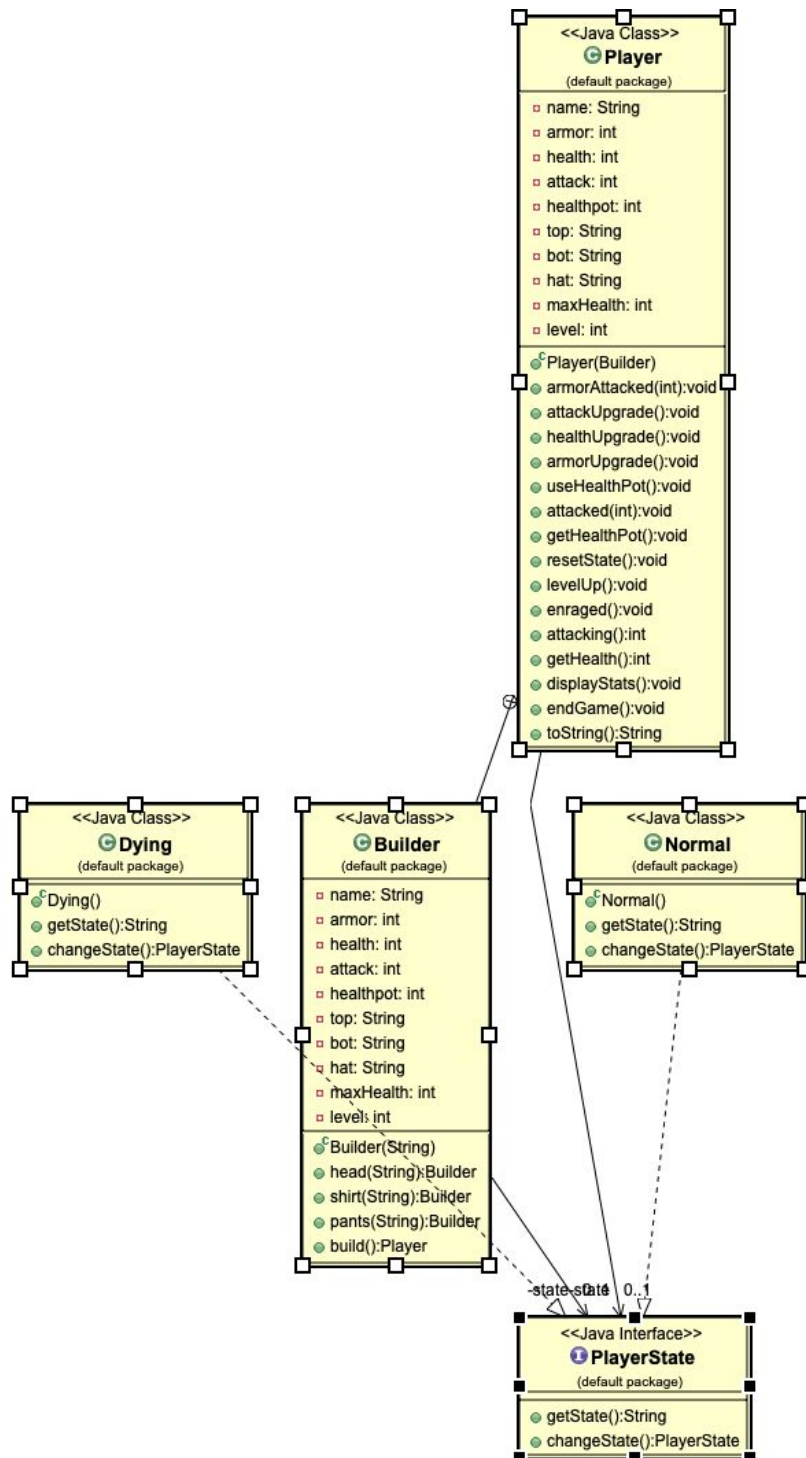 <<Java Class>>
Player
(default package)
name: String
armor: int
health: int
attack: int
healthpot: int
top: String
bot: String
hat: String
maxHealth: int
level: int
Player(Builder)
armorAttacked(int):void
attackUpgrade():void
healthUpgrade():void
armorUpgrade():void
useHealthPot():void
attacked(int):void
getHealthPot():void
resetState():void
levelUp():void
enraged():void
attacking():int
getHealth():int
displayStats():void
endGame():void
toString():String
<<Java Class>>
Dying
(default package)
Dying()
getState():String
changeState():PlayerState
<<Java Class>>
Builder
(default package)
name: String
armor: int
health: int
attack: int
healthpot: int
top: String
bot: String
hat: String
maxHealth: int
level: int
Builder(String)
head(String):Builder
shirt(String):Builder
pants(String):Builder
build():Player
<<Java Class>>
Normal
(default package)
Normal()
getState():String
changeState():PlayerState
-state -state 0..1
<<Java Interface>>
PlayerState
(default package)
getState():String
changeState():PlayerState